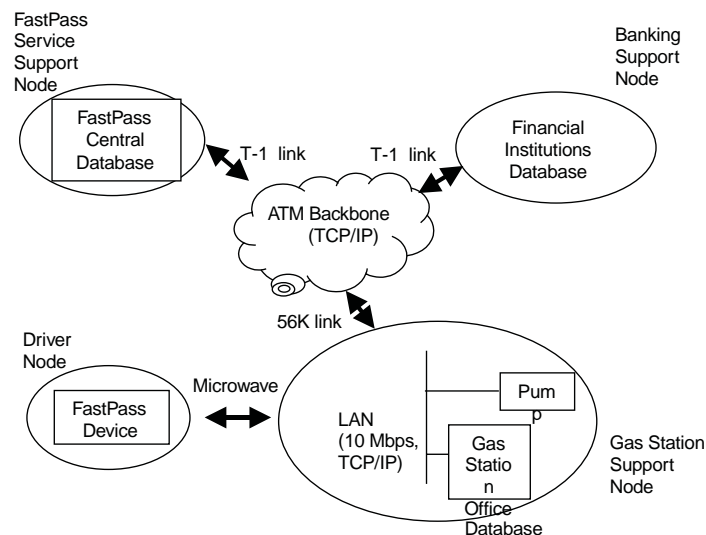 FastPass
Service
Support
Node
FastPass
Central
Database
Banking
Support
Node
Financial
Institutions
Database
T-1 link
T-1 link
ATM Backbone
(TCP/IP)
56K link
Driver
Node
FastPass
Device
Microwave
LAN
(10 Mbps,
TCP/IP)
Pum
p
Gas
Statio
n
Office
Database
Gas Station
Support
Node